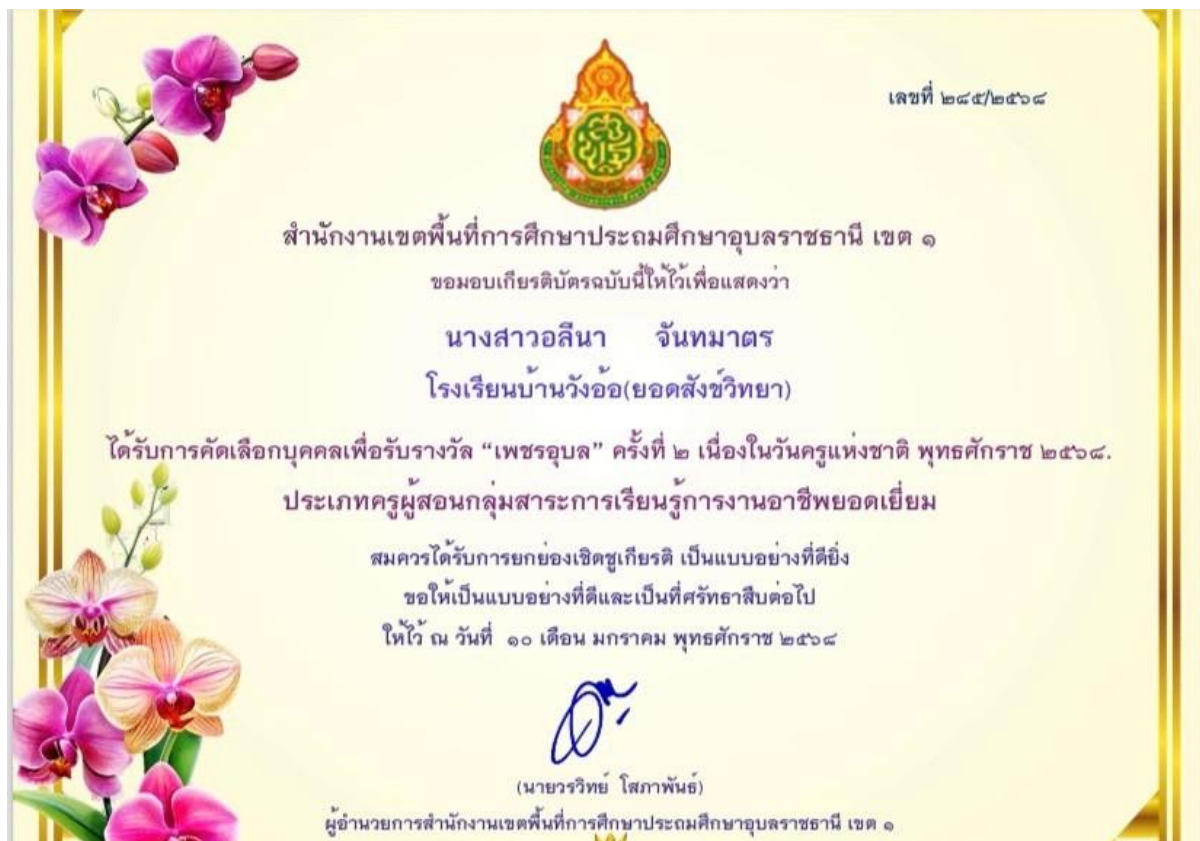 เลขที่ ๒๘๕/๒๕๖๘
สำนักงานเขตพื้นที่การศึกษาประถมศึกษาอุบลราชธานี เขต ๑
ขอมอบเกียรติบัตรฉบับนี้ให้ไว้เพื่อแสดงว่า
นางสาวอลีนา จันทมาตร
โรงเรียนบ้านวังอ้อ(ยอดสังข์วิทยา)
ได้รับการคัดเลือกบุคคลเพื่อรับรางวัล “เพชรอุบล” ครั้งที่ ๒ เนื่องในวันครูแห่งชาติ พุทธศักราช ๒๕๖๘.
ประเภทครูผู้สอนกลุ่มสาระการเรียนรู้การงานอาชีพยอดเยี่ยม
สมควรได้รับการยกย่องเชิดชูเกียรติ เป็นแบบอย่างที่ดียิ่ง
ขอให้เป็นแบบอย่างที่ดีและเป็นที่ศรัทธาสืบต่อไป
ให้ไว้ ณ วันที่ ๑๐ เดือน มกราคม พุทธศักราช ๒๕๖๘
(นายวรวิทย์ โสภาพันธ์)
ผู้อำนวยการสำนักงานเขตพื้นที่การศึกษาประถมศึกษาอุบลราชธานี เขต ๑